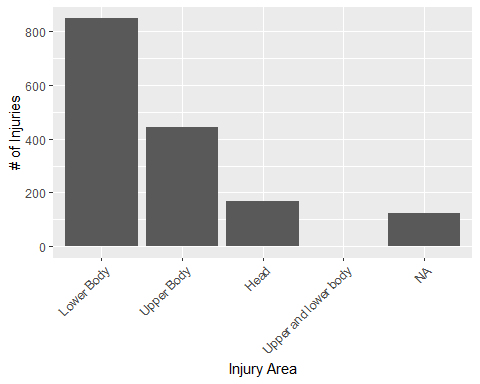 # of Injuries
800
600
400
200
0
Lower Body
Upper Body
Head
Upper and lower body
NA
Injury Area